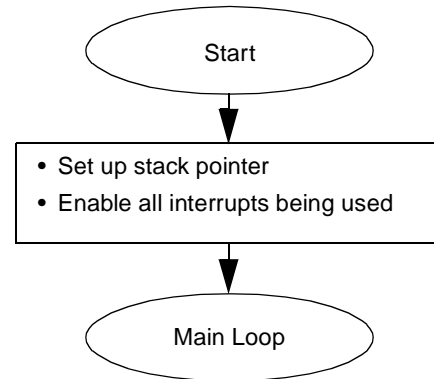 Start
• Set up stack pointer
• Enable all interrupts being used
Main Loop